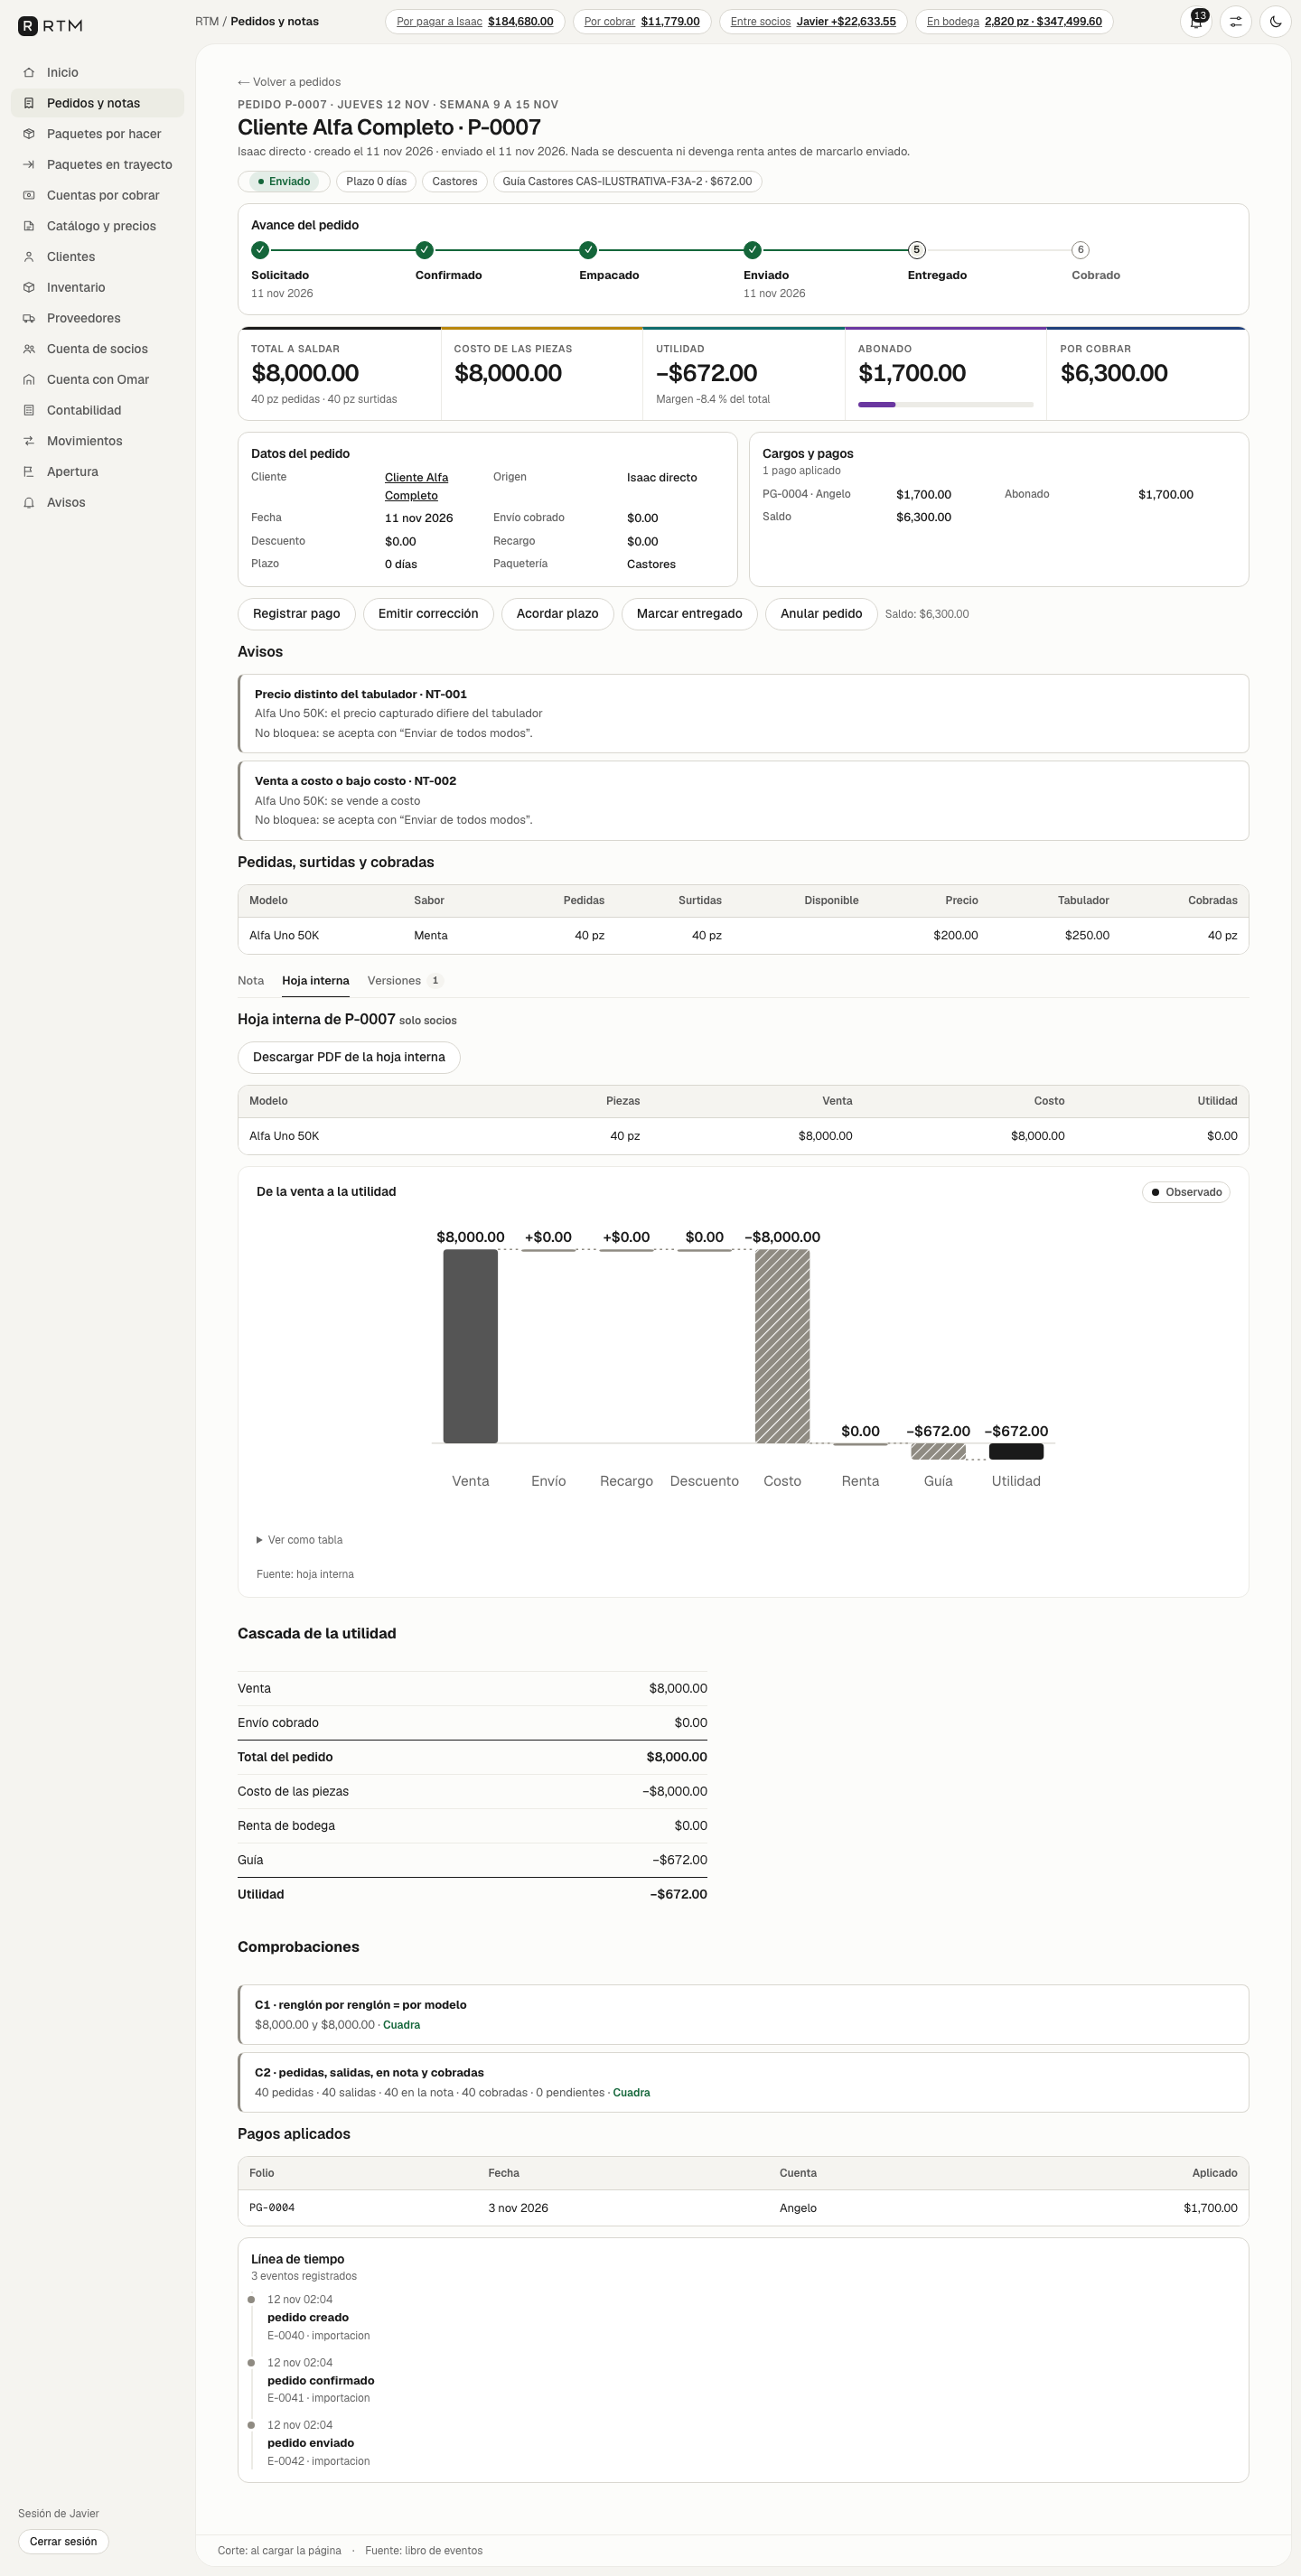 R RTM
RTM / Pedidos y notas
Por pagar a Isaac $184,680.00
Por cobrar $11,779.00
Entre socios Javier +$22,633.55
En bodega 2,820 pz · $347,499.60
13
Inicio
Pedidos y notas
Paquetes por hacer
Paquetes en trayecto
Cuentas por cobrar
Catálogo y precios
Clientes
Inventario
Proveedores
Cuenta de socios
Cuenta con Omar
Contabilidad
Movimientos
Apertura
Avisos
Sesión de Javier
Cerrar sesión
← Volver a pedidos
PEDIDO P-0007 · JUEVES 12 NOV · SEMANA 9 A 15 NOV
Cliente Alfa Completo · P-0007
Isaac directo · creado el 11 nov 2026 · enviado el 11 nov 2026. Nada se descuenta ni devenga renta antes de marcarlo enviado.
Enviado
Plazo 0 días
Castores
Guía Castores CAS-ILUSTRATIVA-F3A-2 · $672.00
Avance del pedido
5 6
Solicitado Confirmado Empacado Enviado Entregado Cobrado
11 nov 2026 11 nov 2026
TOTAL A SALDAR COSTO DE LAS PIEZAS UTILIDAD ABONADO POR COBRAR
$8,000.00 $8,000.00 −$672.00 $1,700.00 $6,300.00
40 pz pedidas · 40 pz surtidas Margen -8.4 % del total
Datos del pedido
Cliente Cliente Alfa Completo Origen Isaac directo
Fecha 11 nov 2026 Envío cobrado $0.00
Descuento $0.00 Recargo $0.00
Plazo 0 días Paquetería Castores
Cargos y pagos
1 pago aplicado
PG-0004 · Angelo $1,700.00 Abonado $1,700.00
Saldo $6,300.00
Registrar pago
Emitir corrección
Acordar plazo
Marcar entregado
Anular pedido
Saldo: $6,300.00
Avisos
Precio distinto del tabulador · NT-001
Alfa Uno 50K: el precio capturado difiere del tabulador
No bloquea: se acepta con “Enviar de todos modos”.
Venta a costo o bajo costo · NT-002
Alfa Uno 50K: se vende a costo
No bloquea: se acepta con “Enviar de todos modos”.
Pedidas, surtidas y cobradas
Modelo Sabor Pedidas Surtidas Disponible Precio Tabulador Cobradas
Alfa Uno 50K Menta 40 pz 40 pz $200.00 $250.00 40 pz
Nota Hoja interna Versiones 1
Hoja interna de P-0007 solo socios
Descargar PDF de la hoja interna
Modelo Piezas Venta Costo Utilidad
Alfa Uno 50K 40 pz $8,000.00 $8,000.00 $0.00
De la venta a la utilidad
Observado
$8,000.00 +$0.00 +$0.00 $0.00 −$8,000.00
$0.00 −$672.00 −$672.00
Venta Envío Recargo Descuento Costo Renta Guía Utilidad
▶ Ver como tabla
Fuente: hoja interna
Cascada de la utilidad
Venta $8,000.00
Envío cobrado $0.00
Total del pedido $8,000.00
Costo de las piezas −$8,000.00
Renta de bodega $0.00
Guía −$672.00
Utilidad −$672.00
Comprobaciones
C1 · renglón por renglón = por modelo
$8,000.00 y $8,000.00 · Cuadra
C2 · pedidas, salidas, en nota y cobradas
40 pedidas · 40 salidas · 40 en la nota · 40 cobradas · 0 pendientes · Cuadra
Pagos aplicados
Folio Fecha Cuenta Aplicado
PG-0004 3 nov 2026 Angelo $1,700.00
Línea de tiempo
3 eventos registrados
12 nov 02:04
pedido creado
E-0040 · importacion
12 nov 02:04
pedido confirmado
E-0041 · importacion
12 nov 02:04
pedido enviado
E-0042 · importacion
Corte: al cargar la página · Fuente: libro de eventos